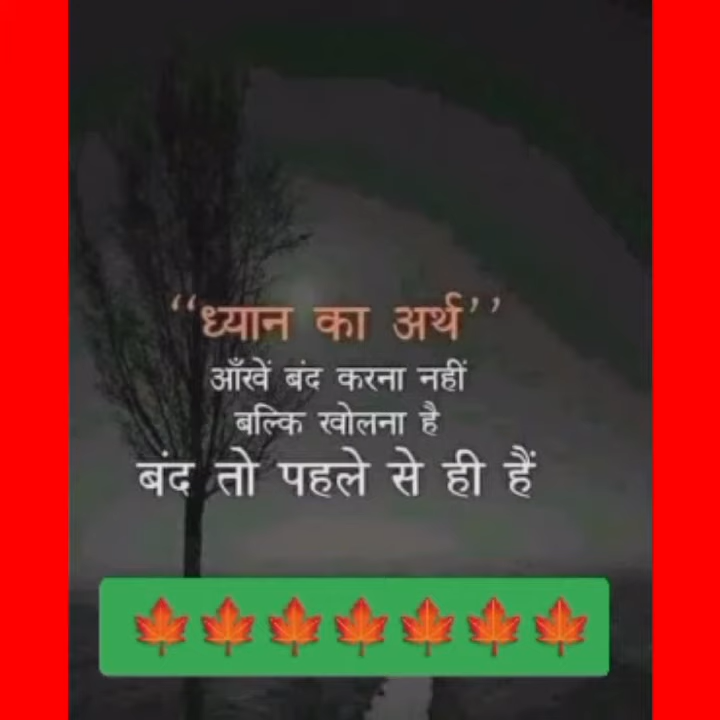 “ध्यान का अर्थ”
आँखें बंद करना नहीं
बल्कि खोलना है
बंद तो पहले से ही हैं